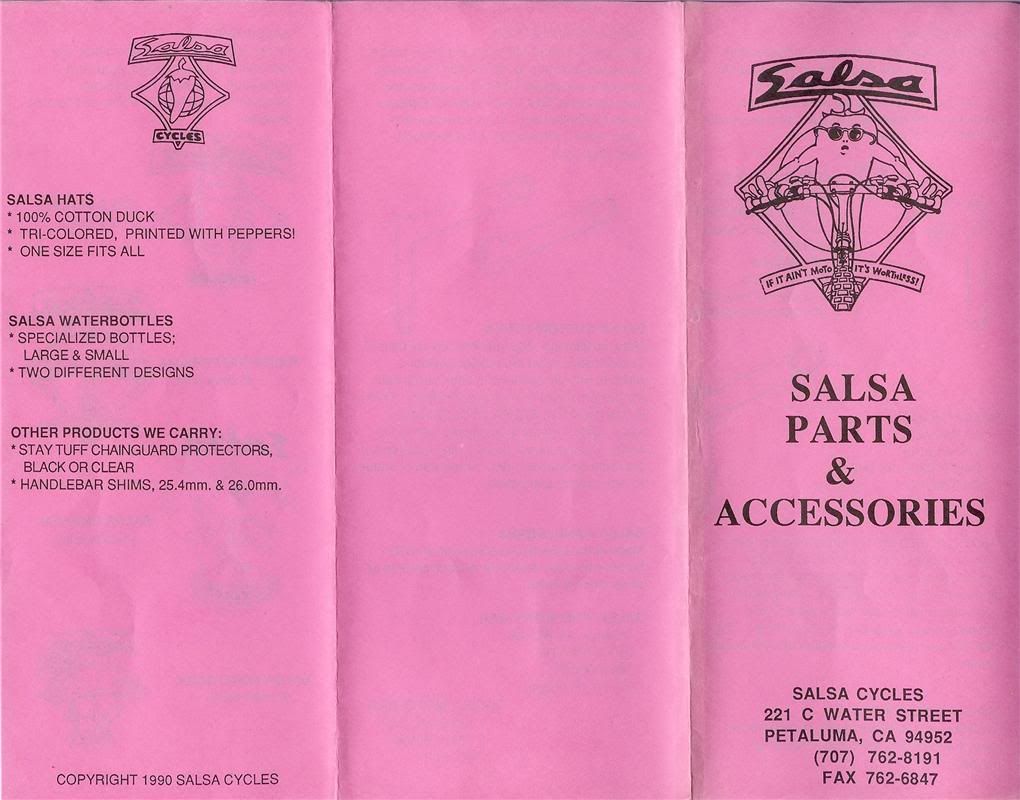 Salsa
CYCLES
SALSA HATS
* 100% COTTON DUCK
* TRI-COLORED, PRINTED WITH PEPPERS!
* ONE SIZE FITS ALL
SALSA WATERBOTTLES
* SPECIALIZED BOTTLES;
LARGE & SMALL
* TWO DIFFERENT DESIGNS
OTHER PRODUCTS WE CARRY:
* STAY TUFF CHAINGUARD PROTECTORS,
BLACK OR CLEAR
* HANDLEBAR SHIMS, 25.4mm. & 26.0mm.
COPYRIGHT 1990 SALSA CYCLES
Salsa
IF IT AIN'T MOTO IT'S WORTHLESS!
SALSA
PARTS
&
ACCESSORIES
SALSA CYCLES
221 C WATER STREET
PETALUMA, CA 94952
(707) 762-8191
FAX 762-6847